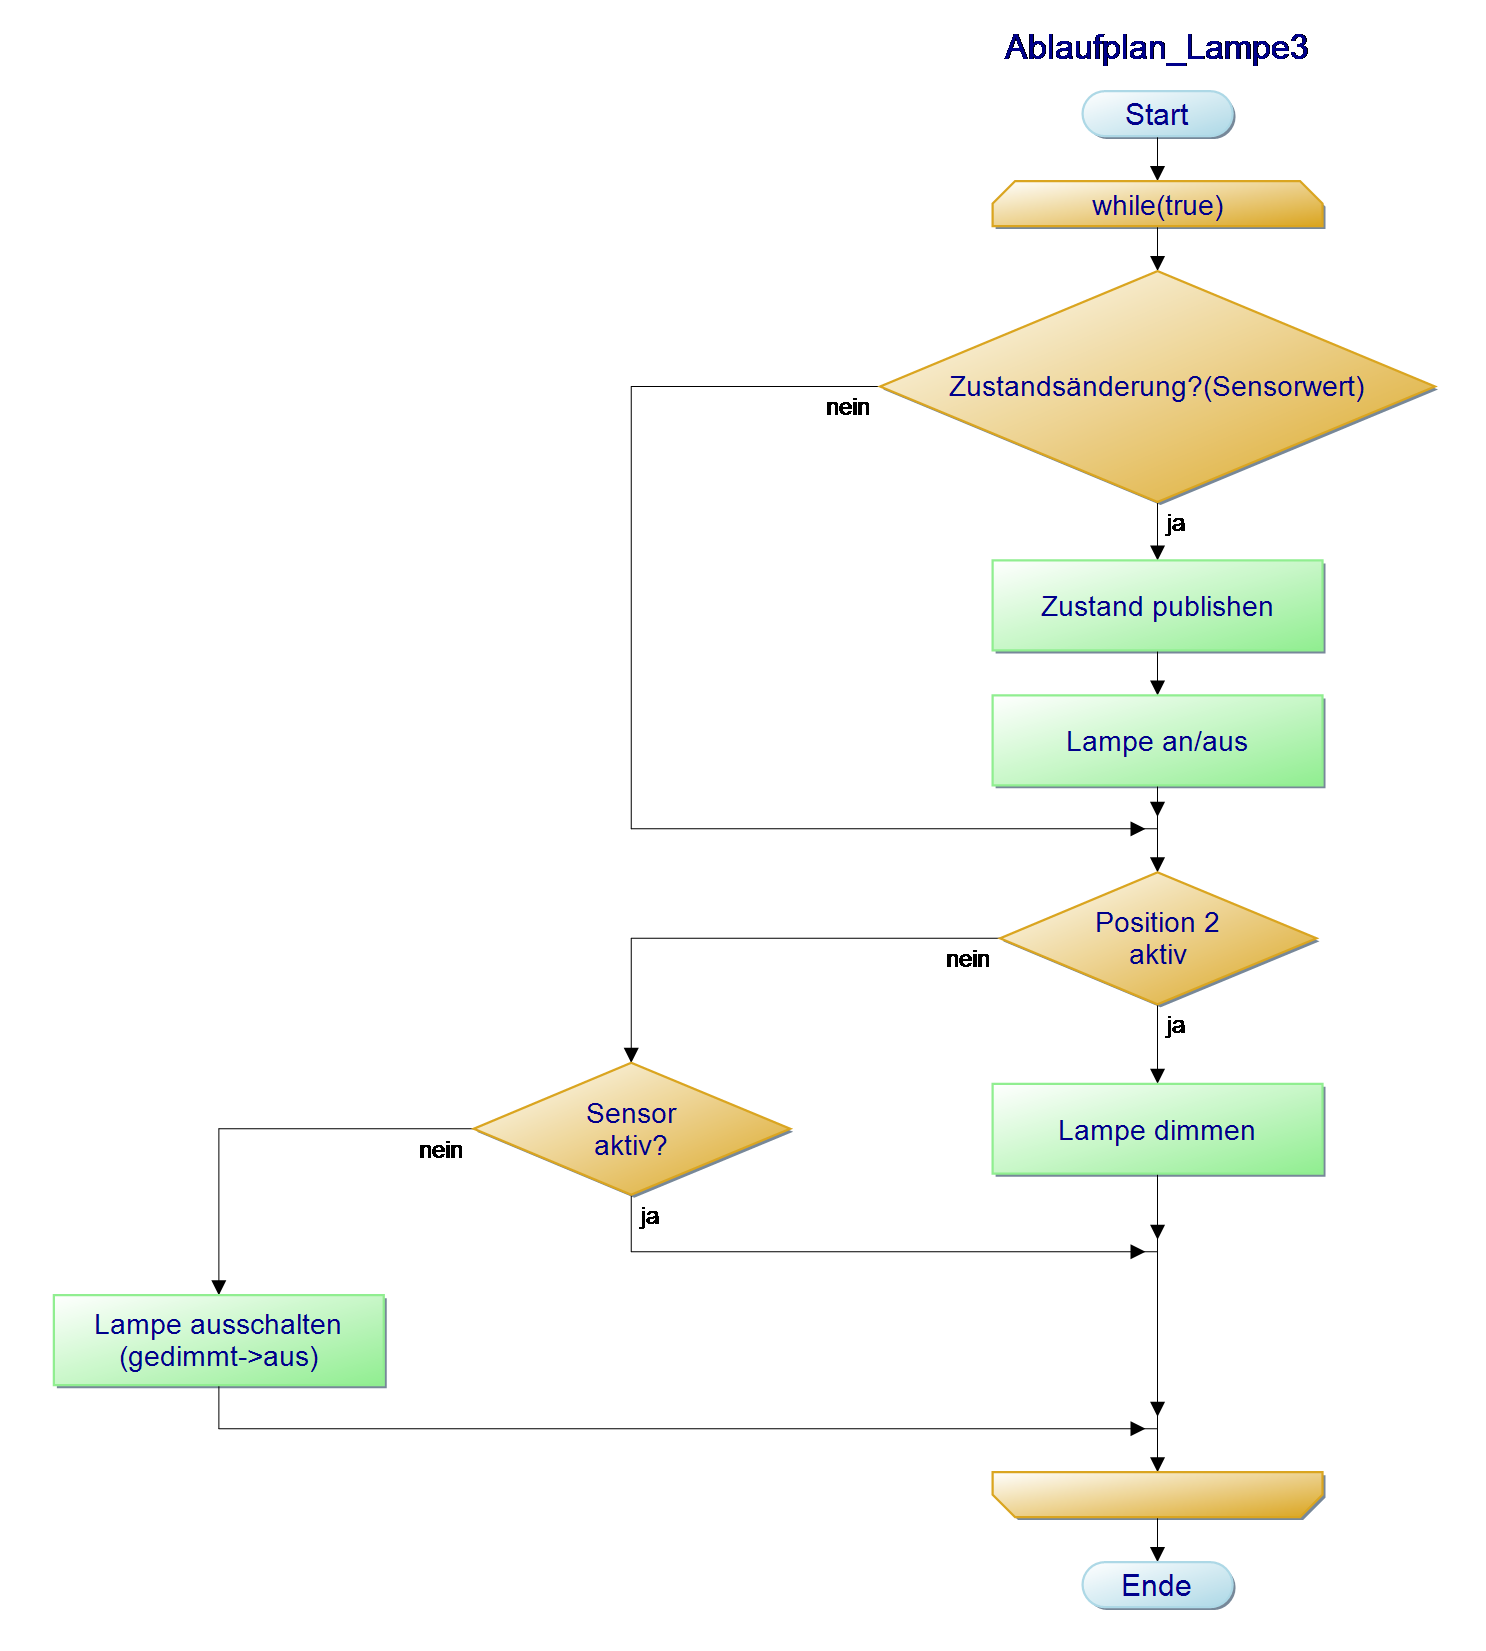 Ablaufplan_Lampe3
Start
while(true)
Zustandsänderung?(Sensorwert)
nein
ja
Zustand publishen
Lampe an/aus
Position 2
aktiv
nein
ja
Sensor
aktiv?
Lampe dimmen
nein
ja
Lampe ausschalten
(gedimmt->aus)
Ende